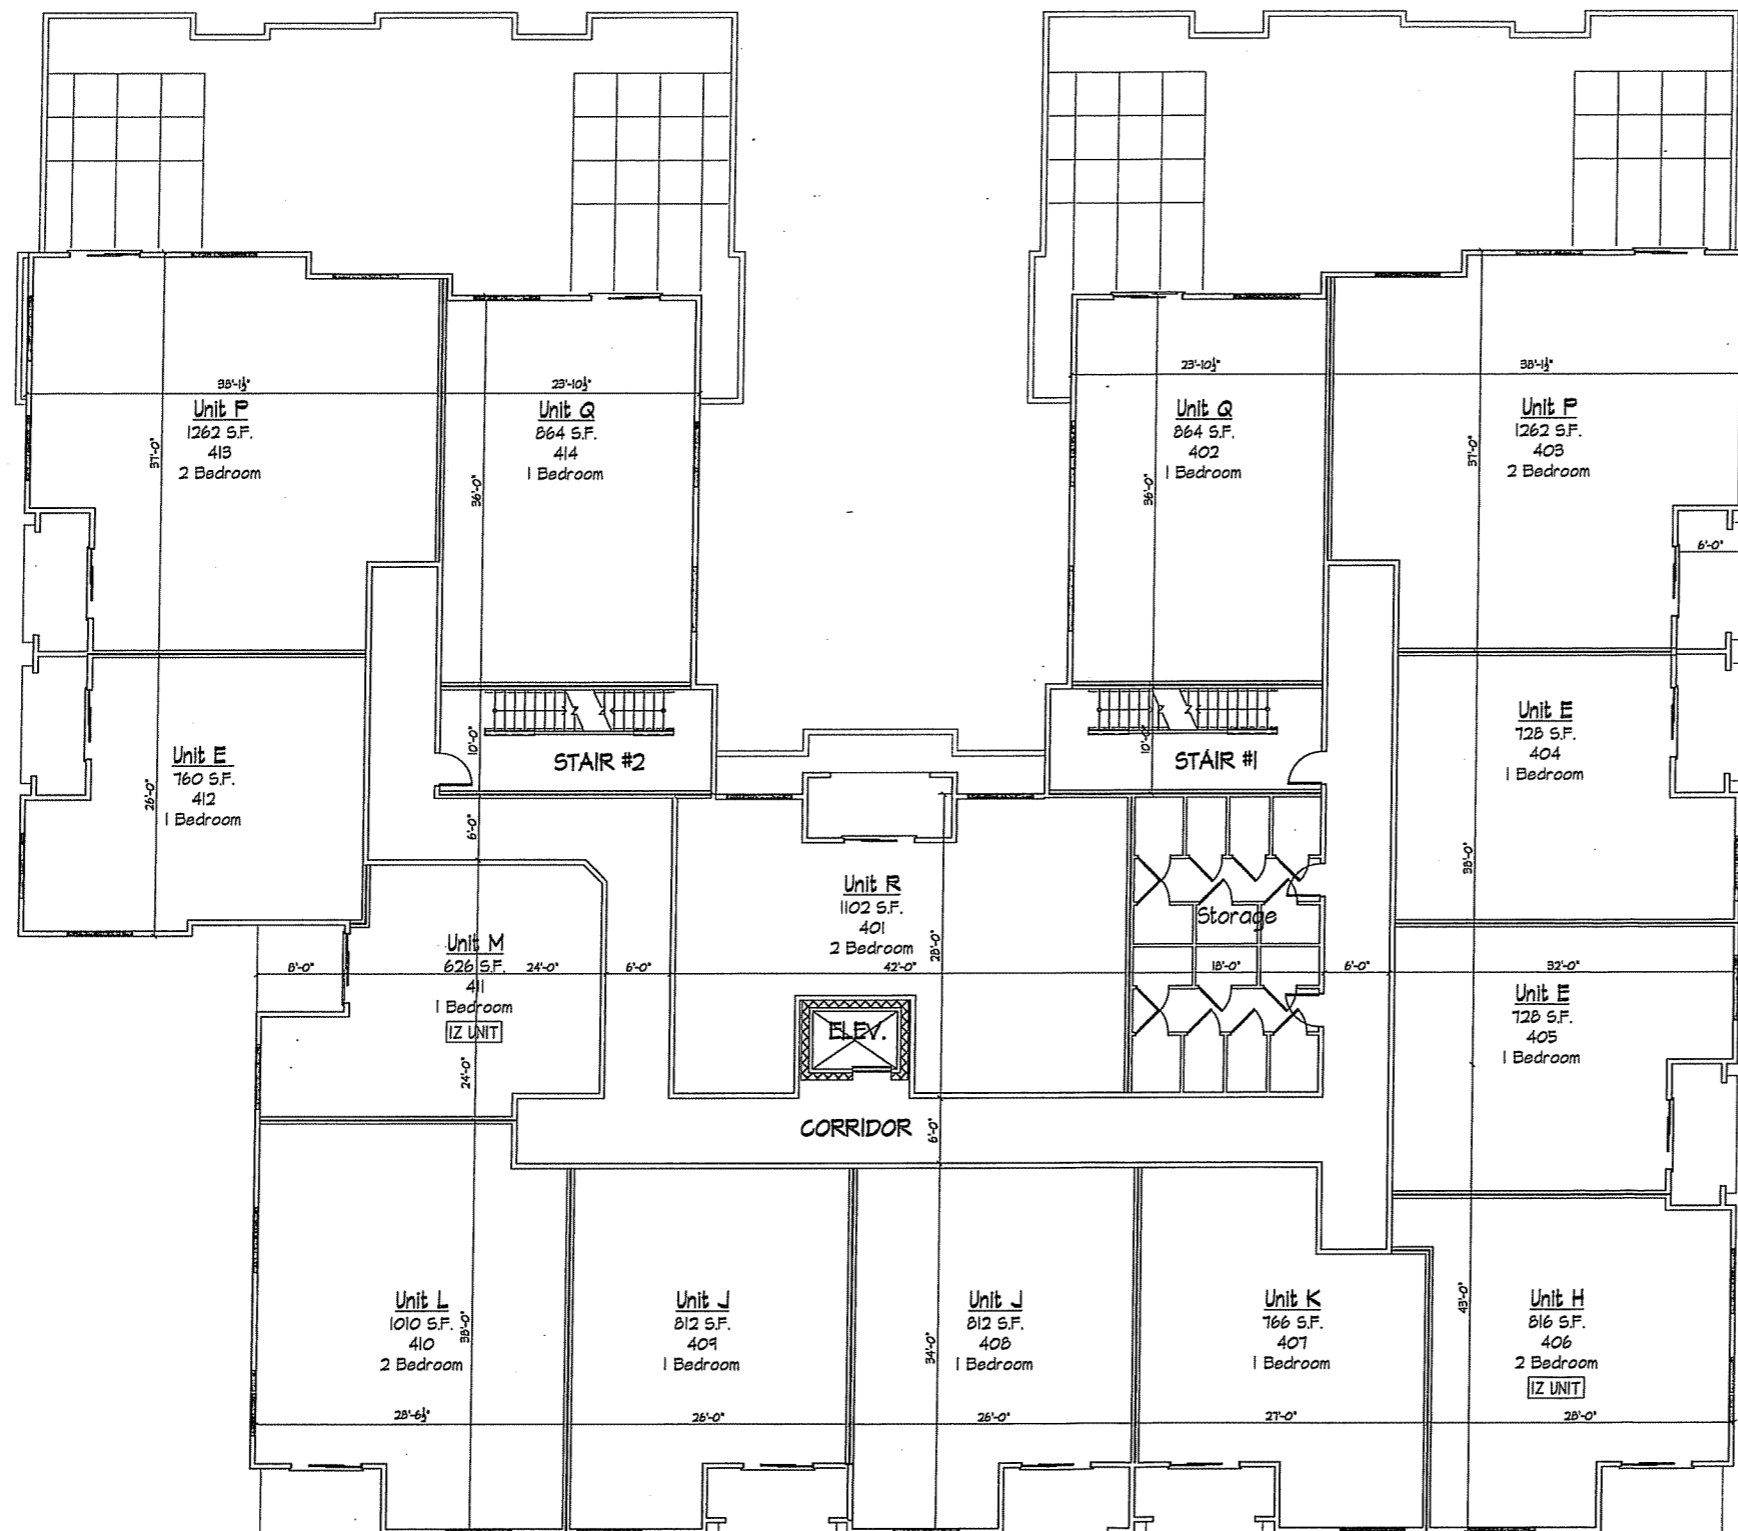 38'-1½"
23'-10½"
23'-10½"
38'-1½"
Unit P
1262 S.F.
413
2 Bedroom
37'-0"
Unit Q
864 S.F.
414
1 Bedroom
36'-0"
Unit Q
864 S.F.
402
1 Bedroom
36'-0"
Unit P
1262 S.F.
403
2 Bedroom
37'-0"
6'-0"
Unit E
760 S.F.
412
1 Bedroom
26'-0"
10'-0"
STAIR #2
6'-0"
10'-0"
STAIR #1
Unit E
728 S.F.
404
1 Bedroom
38'-0"
Unit R
1102 S.F.
401
2 Bedroom
28'-0"
Storage
Unit M
626 S.F.
411
1 Bedroom
IZ UNIT
24'-0"
8'-0"
24'-0"
6'-0"
42'-0"
18'-0"
6'-0"
32'-0"
Unit E
728 S.F.
405
1 Bedroom
ELEV.
CORRIDOR
6'-0"
Unit L
1010 S.F.
410
2 Bedroom
38'-0"
Unit J
812 S.F.
409
1 Bedroom
34'-0"
Unit J
812 S.F.
408
1 Bedroom
Unit K
766 S.F.
407
1 Bedroom
43'-0"
Unit H
816 S.F.
406
2 Bedroom
IZ UNIT
28'-6½"
26'-0"
26'-0"
27'-0"
28'-0"